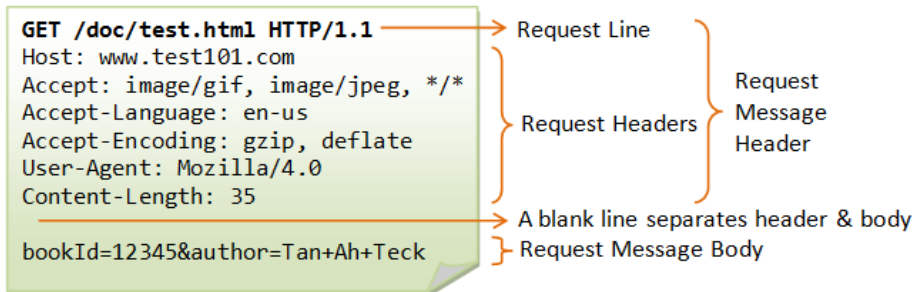 GET /doc/test.html HTTP/1.1
Host: www.test101.com
Accept: image/gif, image/jpeg, */*
Accept-Language: en-us
Accept-Encoding: gzip, deflate
User-Agent: Mozilla/4.0
Content-Length: 35
bookId=12345&author=Tan+Ah+Teck
Request Line
Request Headers
Request
Message
Header
A blank line separates header & body
Request Message Body